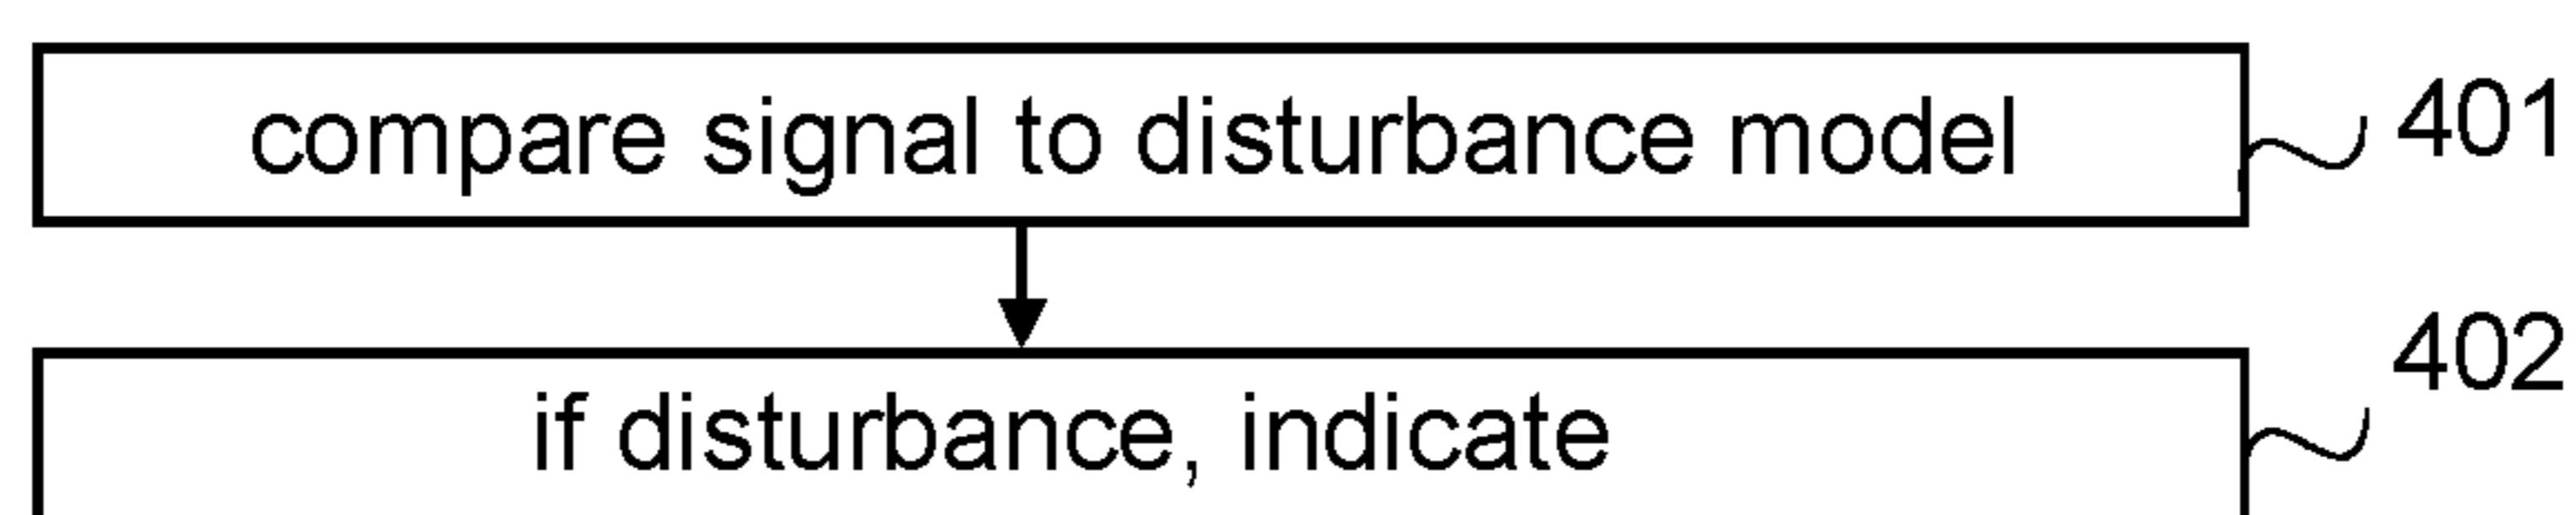 compare signal to disturbance model
401
402
if disturbance, indicate